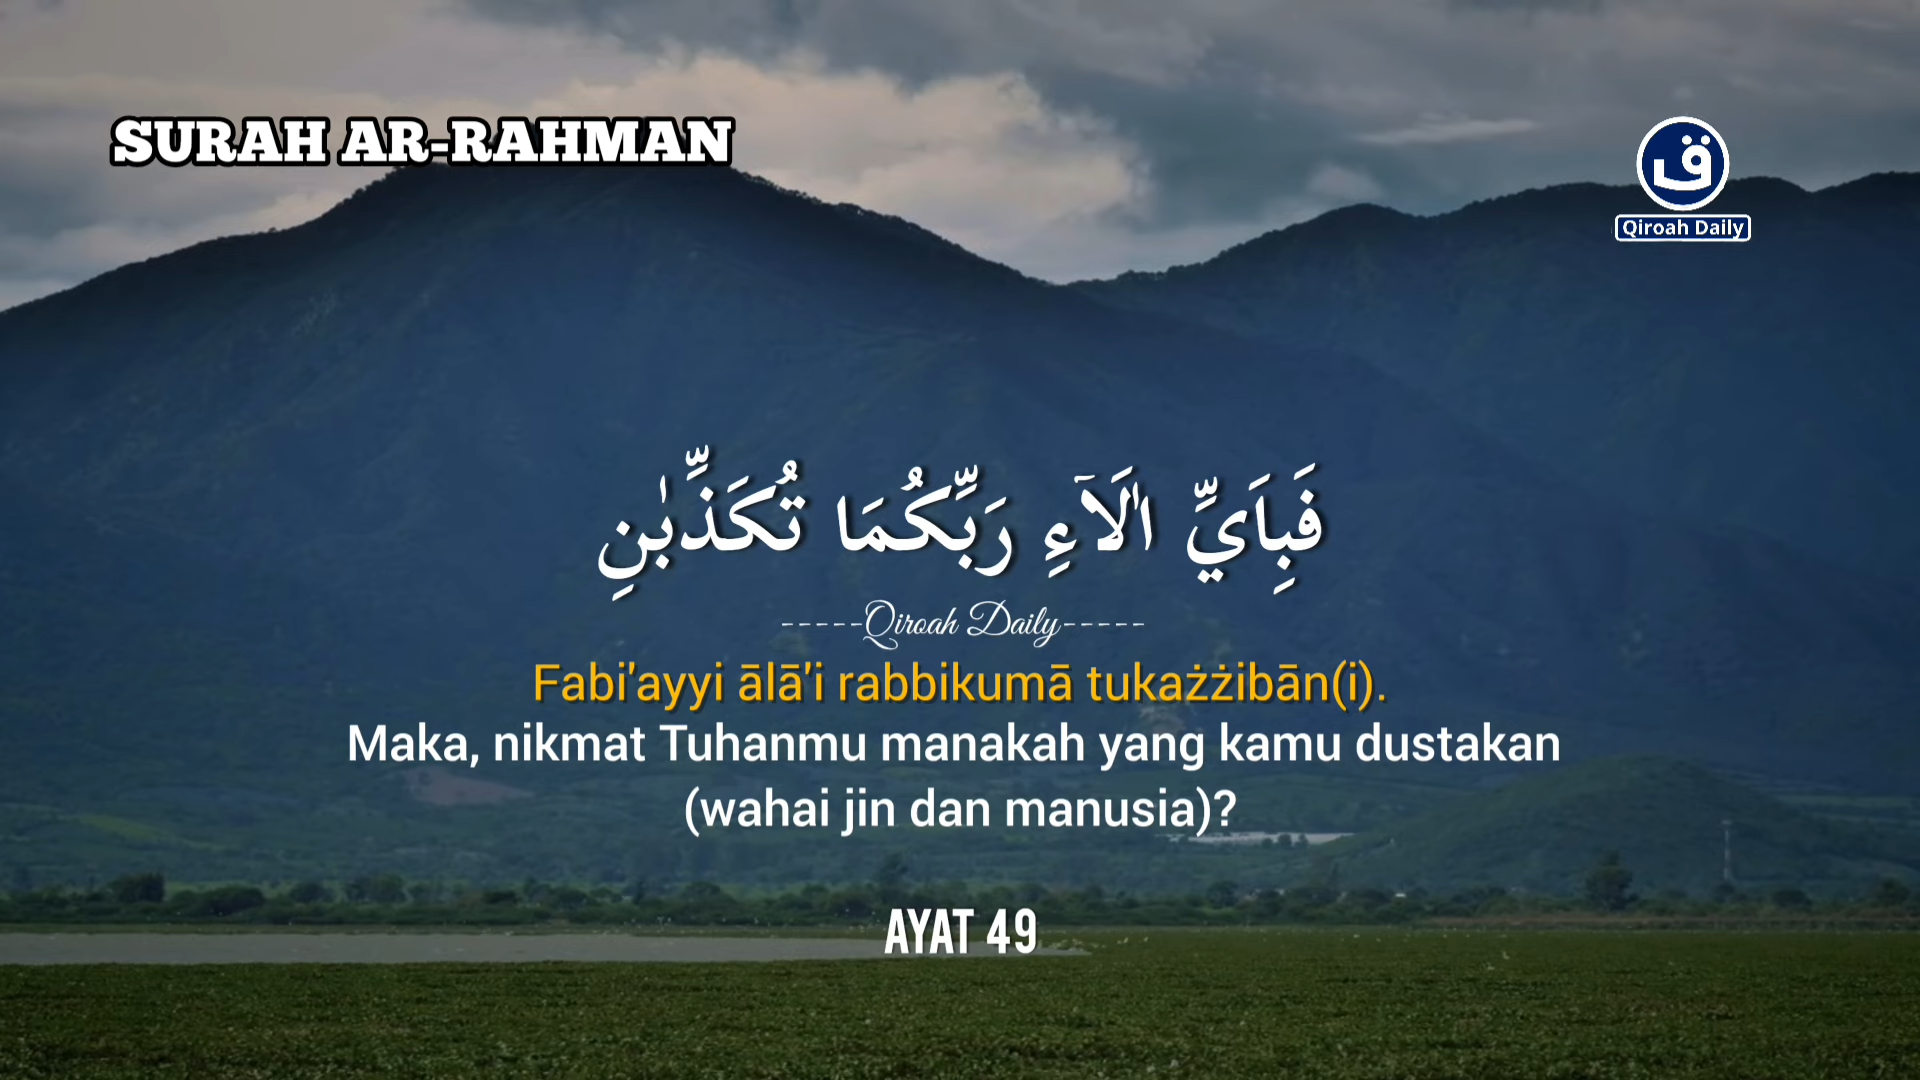 SURAH AR-RAHMAN
ق
Qiroah Daily
فَبِاَيِّ اٰلَاۤءِ رَبِّكُمَا تُكَذِّبٰنِ
-----Qiroah Daily-----
Fabi'ayyi ālā'i rabbikumā tukażżibān(i).
Maka, nikmat Tuhanmu manakah yang kamu dustakan
(wahai jin dan manusia)?
AYAT 49